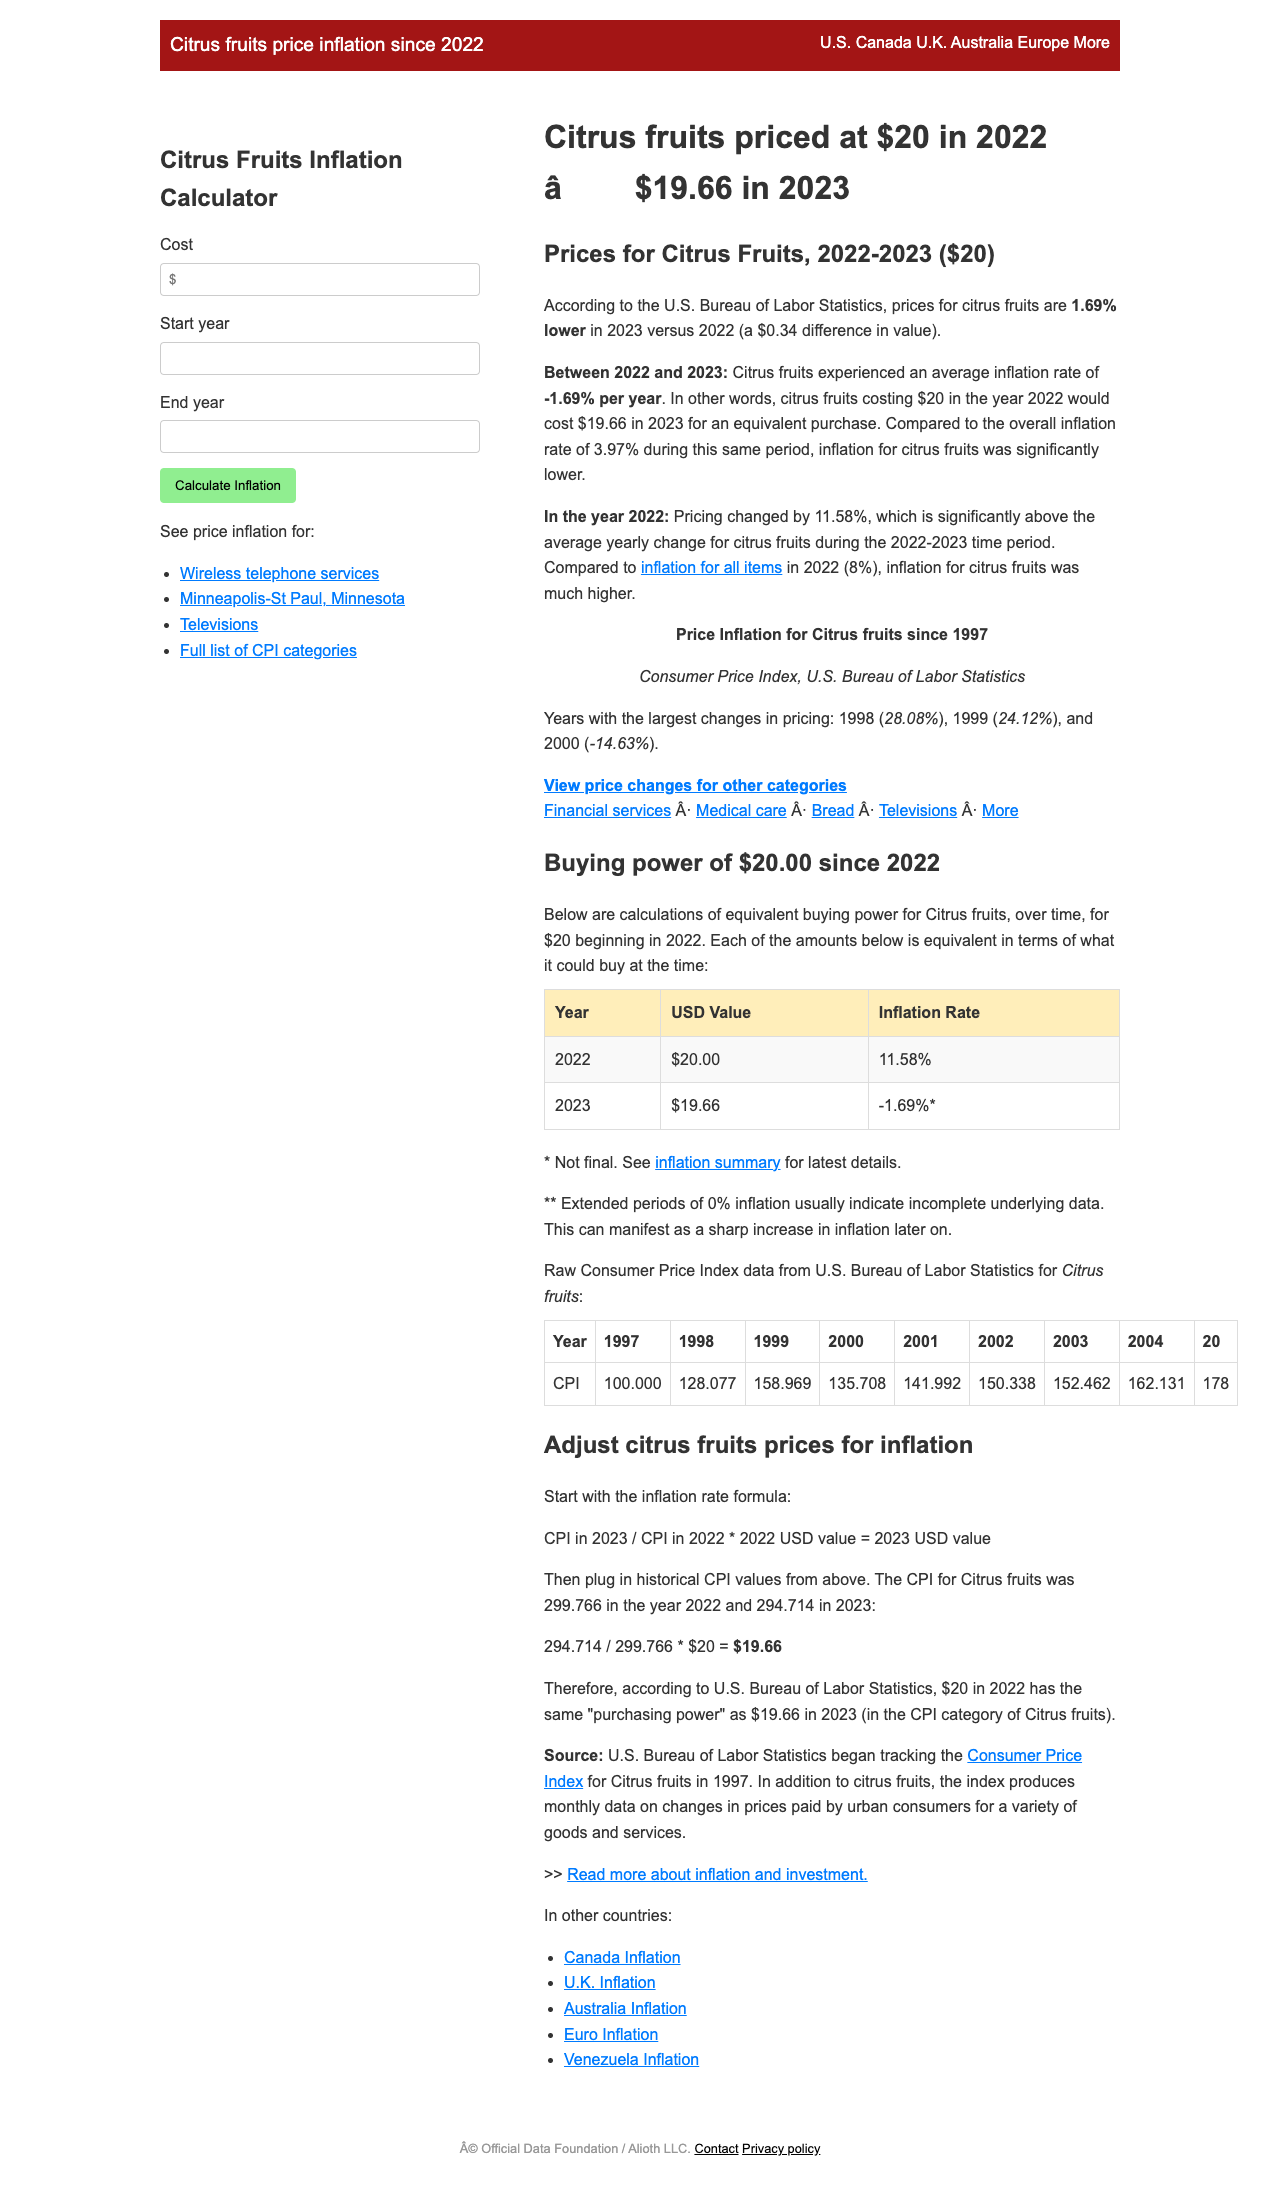 Citrus fruits price inflation since 2022
U.S. Canada U.K. Australia Europe More
Citrus Fruits Inflation
Calculator
Cost
$
Start year
End year
Calculate Inflation
See price inflation for:
• Wireless telephone services
• Minneapolis-St Paul, Minnesota
• Televisions
• Full list of CPI categories
Citrus fruits priced at $20 in 2022
â $19.66 in 2023
Prices for Citrus Fruits, 2022-2023 ($20)
According to the U.S. Bureau of Labor Statistics, prices for citrus fruits are 1.69%
lower in 2023 versus 2022 (a $0.34 difference in value).
Between 2022 and 2023: Citrus fruits experienced an average inflation rate of
-1.69% per year. In other words, citrus fruits costing $20 in the year 2022 would
cost $19.66 in 2023 for an equivalent purchase. Compared to the overall inflation
rate of 3.97% during this same period, inflation for citrus fruits was significantly
lower.
In the year 2022: Pricing changed by 11.58%, which is significantly above the
average yearly change for citrus fruits during the 2022-2023 time period.
Compared to inflation for all items in 2022 (8%), inflation for citrus fruits was
much higher.
Price Inflation for Citrus fruits since 1997
Consumer Price Index, U.S. Bureau of Labor Statistics
Years with the largest changes in pricing: 1998 (28.08%), 1999 (24.12%), and
2000 (-14.63%).
View price changes for other categories
Financial services Â· Medical care Â· Bread Â· Televisions Â· More
Buying power of $20.00 since 2022
Below are calculations of equivalent buying power for Citrus fruits, over time, for
$20 beginning in 2022. Each of the amounts below is equivalent in terms of what
it could buy at the time:
Year USD Value Inflation Rate
2022 $20.00 11.58%
2023 $19.66 -1.69%*
* Not final. See inflation summary for latest details.
** Extended periods of 0% inflation usually indicate incomplete underlying data.
This can manifest as a sharp increase in inflation later on.
Raw Consumer Price Index data from U.S. Bureau of Labor Statistics for Citrus
fruits:
Year 1997 1998 1999 2000 2001 2002 2003 2004 20
CPI 100.000 128.077 158.969 135.708 141.992 150.338 152.462 162.131 178
Adjust citrus fruits prices for inflation
Start with the inflation rate formula:
CPI in 2023 / CPI in 2022 * 2022 USD value = 2023 USD value
Then plug in historical CPI values from above. The CPI for Citrus fruits was
299.766 in the year 2022 and 294.714 in 2023:
294.714 / 299.766 * $20 = $19.66
Therefore, according to U.S. Bureau of Labor Statistics, $20 in 2022 has the
same "purchasing power" as $19.66 in 2023 (in the CPI category of Citrus fruits).
Source: U.S. Bureau of Labor Statistics began tracking the Consumer Price
Index for Citrus fruits in 1997. In addition to citrus fruits, the index produces
monthly data on changes in prices paid by urban consumers for a variety of
goods and services.
>> Read more about inflation and investment.
In other countries:
• Canada Inflation
• U.K. Inflation
• Australia Inflation
• Euro Inflation
• Venezuela Inflation
Â© Official Data Foundation / Alioth LLC. Contact Privacy policy